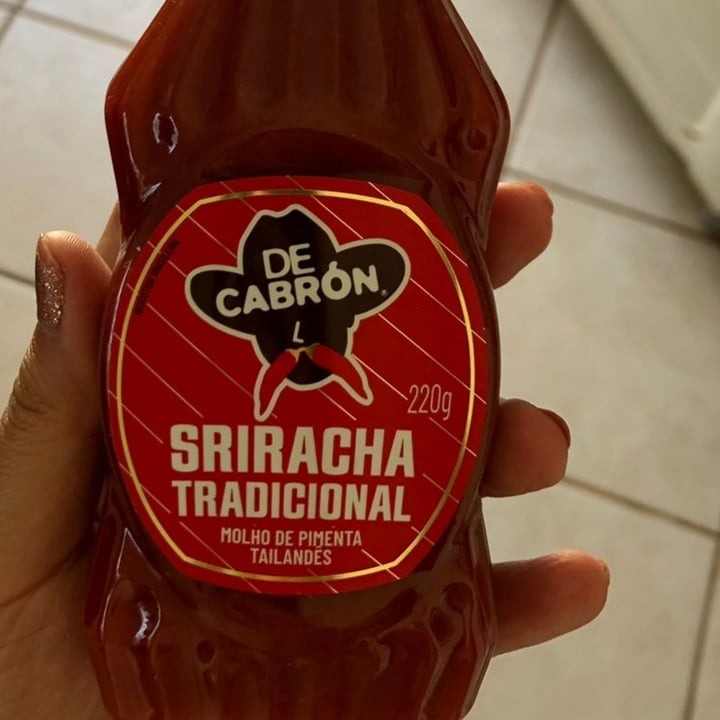 DE
CABRÓN®
220g
SRIRACHA
TRADICIONAL
MOLHO DE PIMENTA
TAILANDÊS